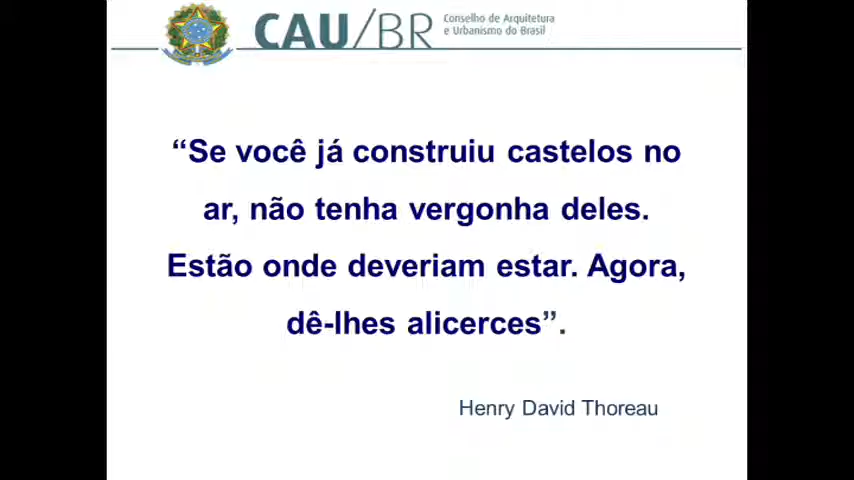 CAU/BR
Conselho de Arquitetura
e Urbanismo do Brasil
“Se você já construiu castelos no
ar, não tenha vergonha deles.
Estão onde deveriam estar. Agora,
dê-lhes alicerces”.
Henry David Thoreau